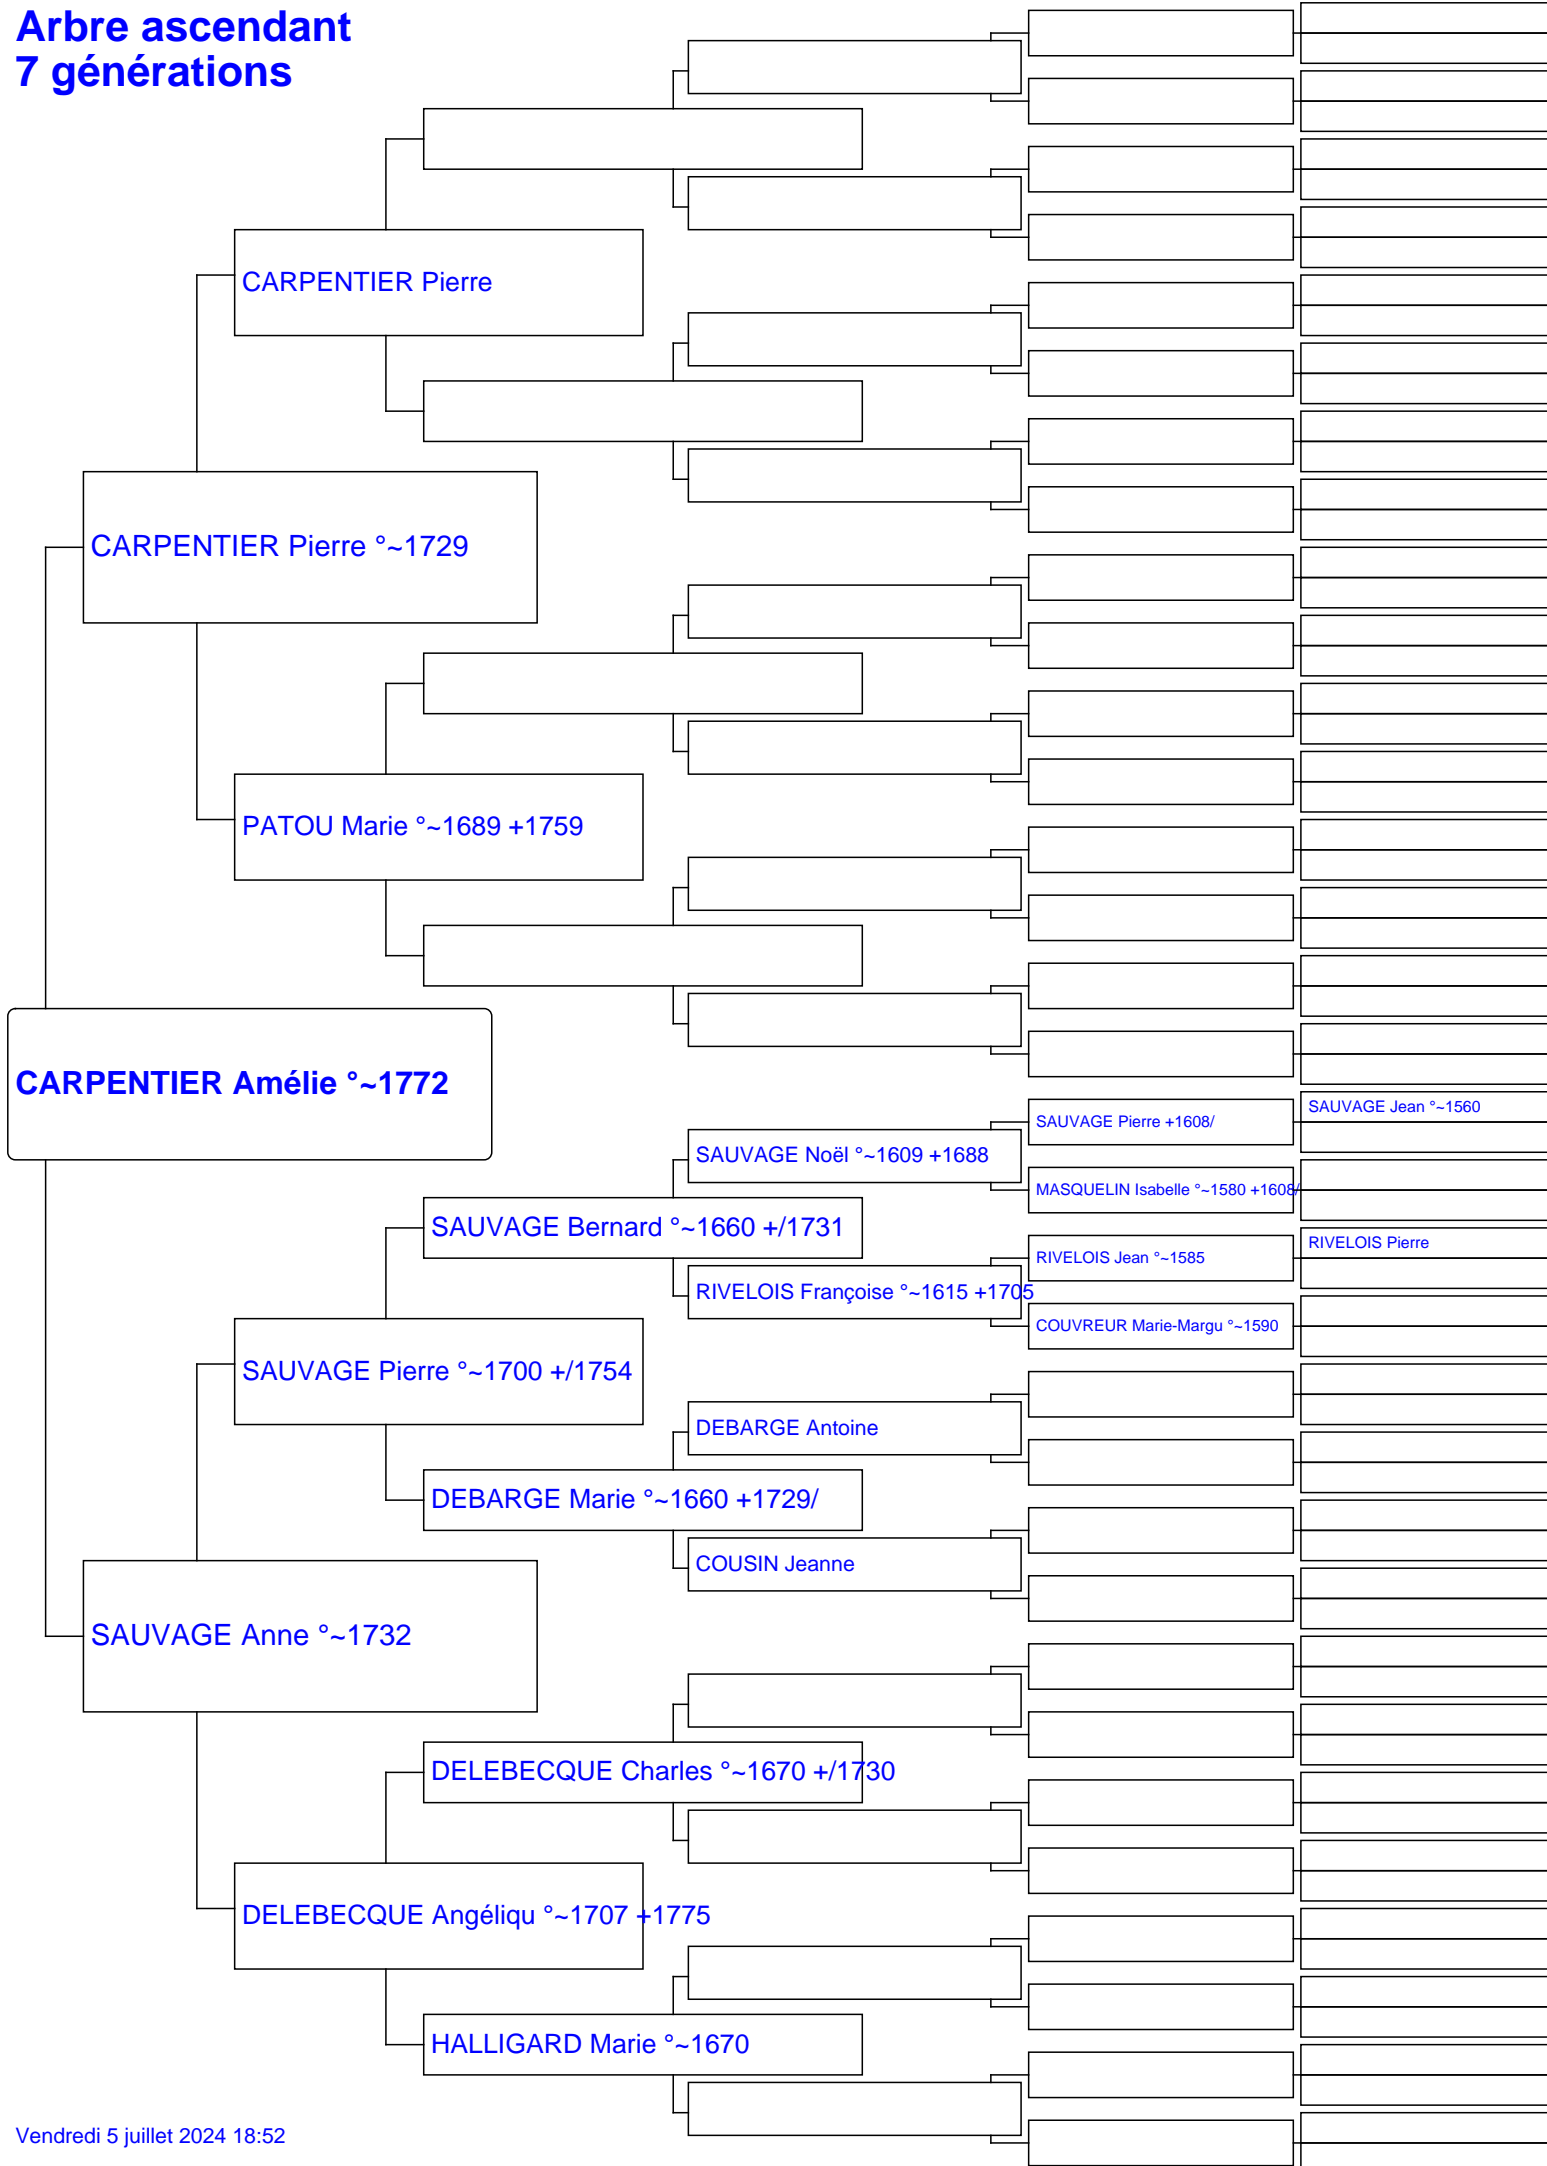 Arbre ascendant
7 générations
CARPENTIER Pierre
CARPENTIER Pierre °~1729
PATOU Marie °~1689 +1759
CARPENTIER Amélie °~1772
SAUVAGE Jean °~1560
SAUVAGE Pierre +1608/
SAUVAGE Noël °~1609 +1688
MASQUELIN Isabelle °~1580 +1608/
SAUVAGE Bernard °~1660 +/1731
RIVELOIS Pierre
RIVELOIS Jean °~1585
RIVELOIS Françoise °~1615 +1705
COUVREUR Marie-Margu °~1590
SAUVAGE Pierre °~1700 +/1754
DEBARGE Antoine
DEBARGE Marie °~1660 +1729/
COUSIN Jeanne
SAUVAGE Anne °~1732
DELEBECQUE Charles °~1670 +/1730
DELEBECQUE Angéliqu °~1707 +1775
HALLIGARD Marie °~1670
Vendredi 5 juillet 2024 18:52